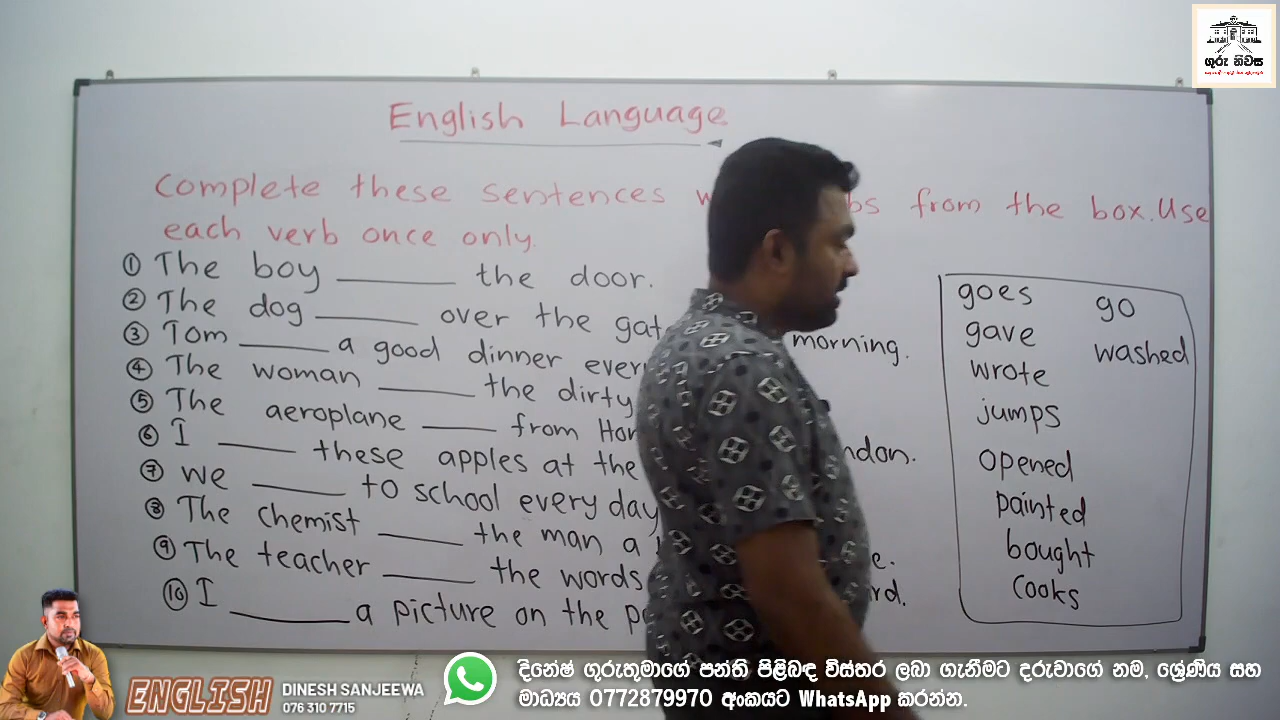 ගුරු නිවස
English Language
Complete these sentences from the box. Use
each verb once only.
① The boy ______ the door.
② The dog ______ over the
③ Tom ______ a good dinner morning.
④ The woman ______ the dirty
⑤ The aeroplane ______ from
⑥ I ______ these apples at the
⑦ we ______ to school every day
⑧ The chemist ______ the man a
⑨ The teacher ______ the words
⑩ I ______ a picture on the
goes go
gave washed
wrote
jumps
opened
painted
bought
cooks
ENGLISH
DINESH SANJEEWA
076 310 7715
දිනේෂ් ගුරුතුමාගේ පන්ති පිළිබඳ විස්තර ලබා ගැනීමට දරුවාගේ නම, ශ්‍රේණිය සහ
මාධ්‍යය 0772879970 අංකයට WhatsApp කරන්න.